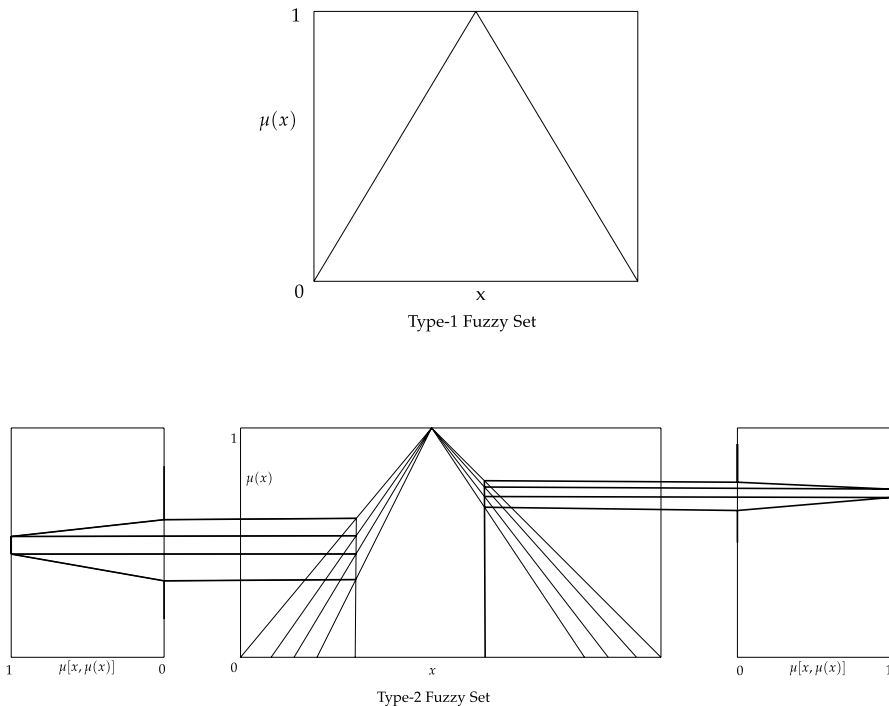 1
μ(x)
0
x
Type-1 Fuzzy Set
1
μ(x)
1
μ[x, μ(x)]
0
0
x
0
μ[x, μ(x)]
1
Type-2 Fuzzy Set